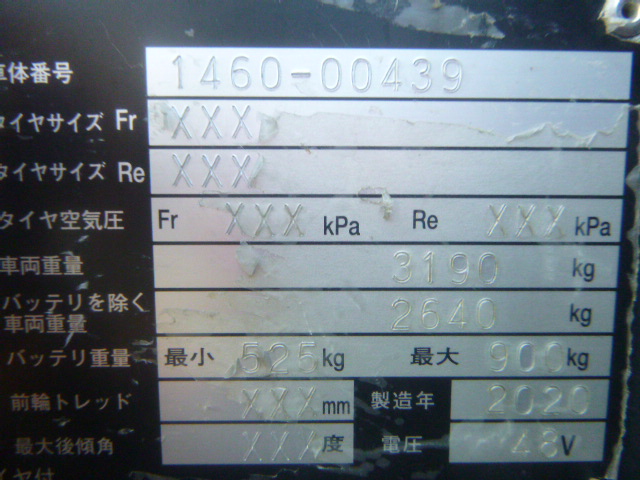 車体番号 1460-00439
タイヤサイズ Fr XXX
タイヤサイズ Re XXX
タイヤ空気圧 Fr XXX kPa Re XXX kPa
車両重量 3190 kg
バッテリを除く
車両重量 2640 kg
バッテリ重量 最小 525 kg 最大 900 kg
前輪トレッド XXX mm 製造年 2020
最大後傾角 XXX 度 電圧 48 V